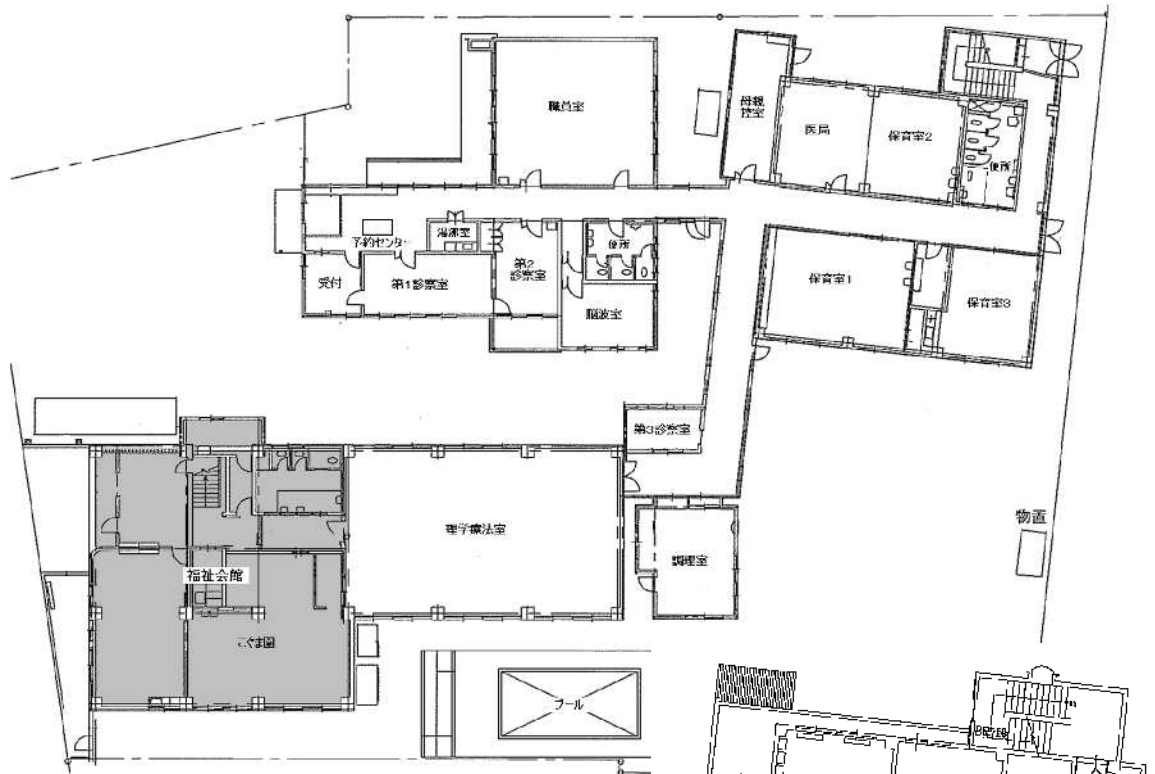 職員室
母親
控室
医局
保育室2
便所
予約センター
湯沸室
第2
診察室
便所
受付
第1診察室
脳波室
保育室1
保育室3
第3診察室
理学療法室
調理室
物置
福祉会館
こぐま園
プール